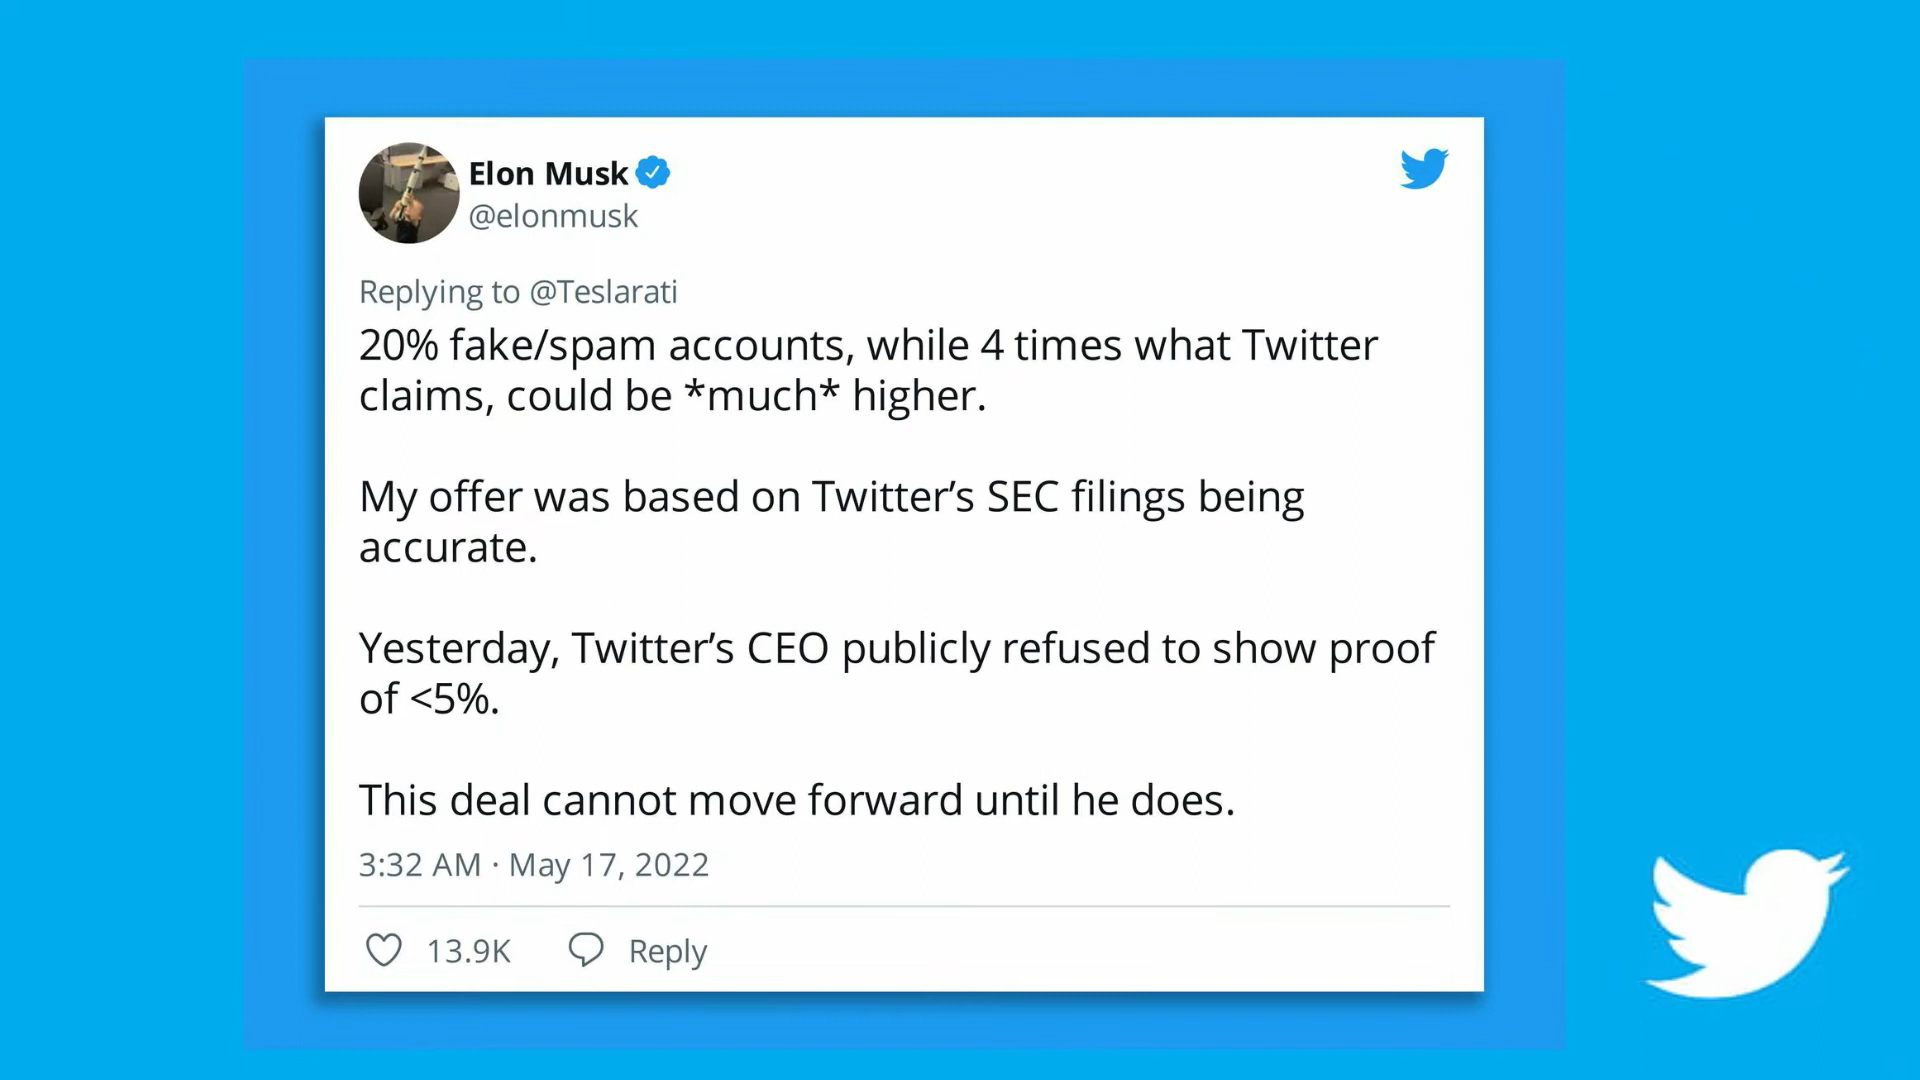 Elon Musk
@elonmusk
Replying to @Teslarati
20% fake/spam accounts, while 4 times what Twitter
claims, could be *much* higher.
My offer was based on Twitter’s SEC filings being
accurate.
Yesterday, Twitter’s CEO publicly refused to show proof
of <5%.
This deal cannot move forward until he does.
3:32 AM · May 17, 2022
13.9K Reply